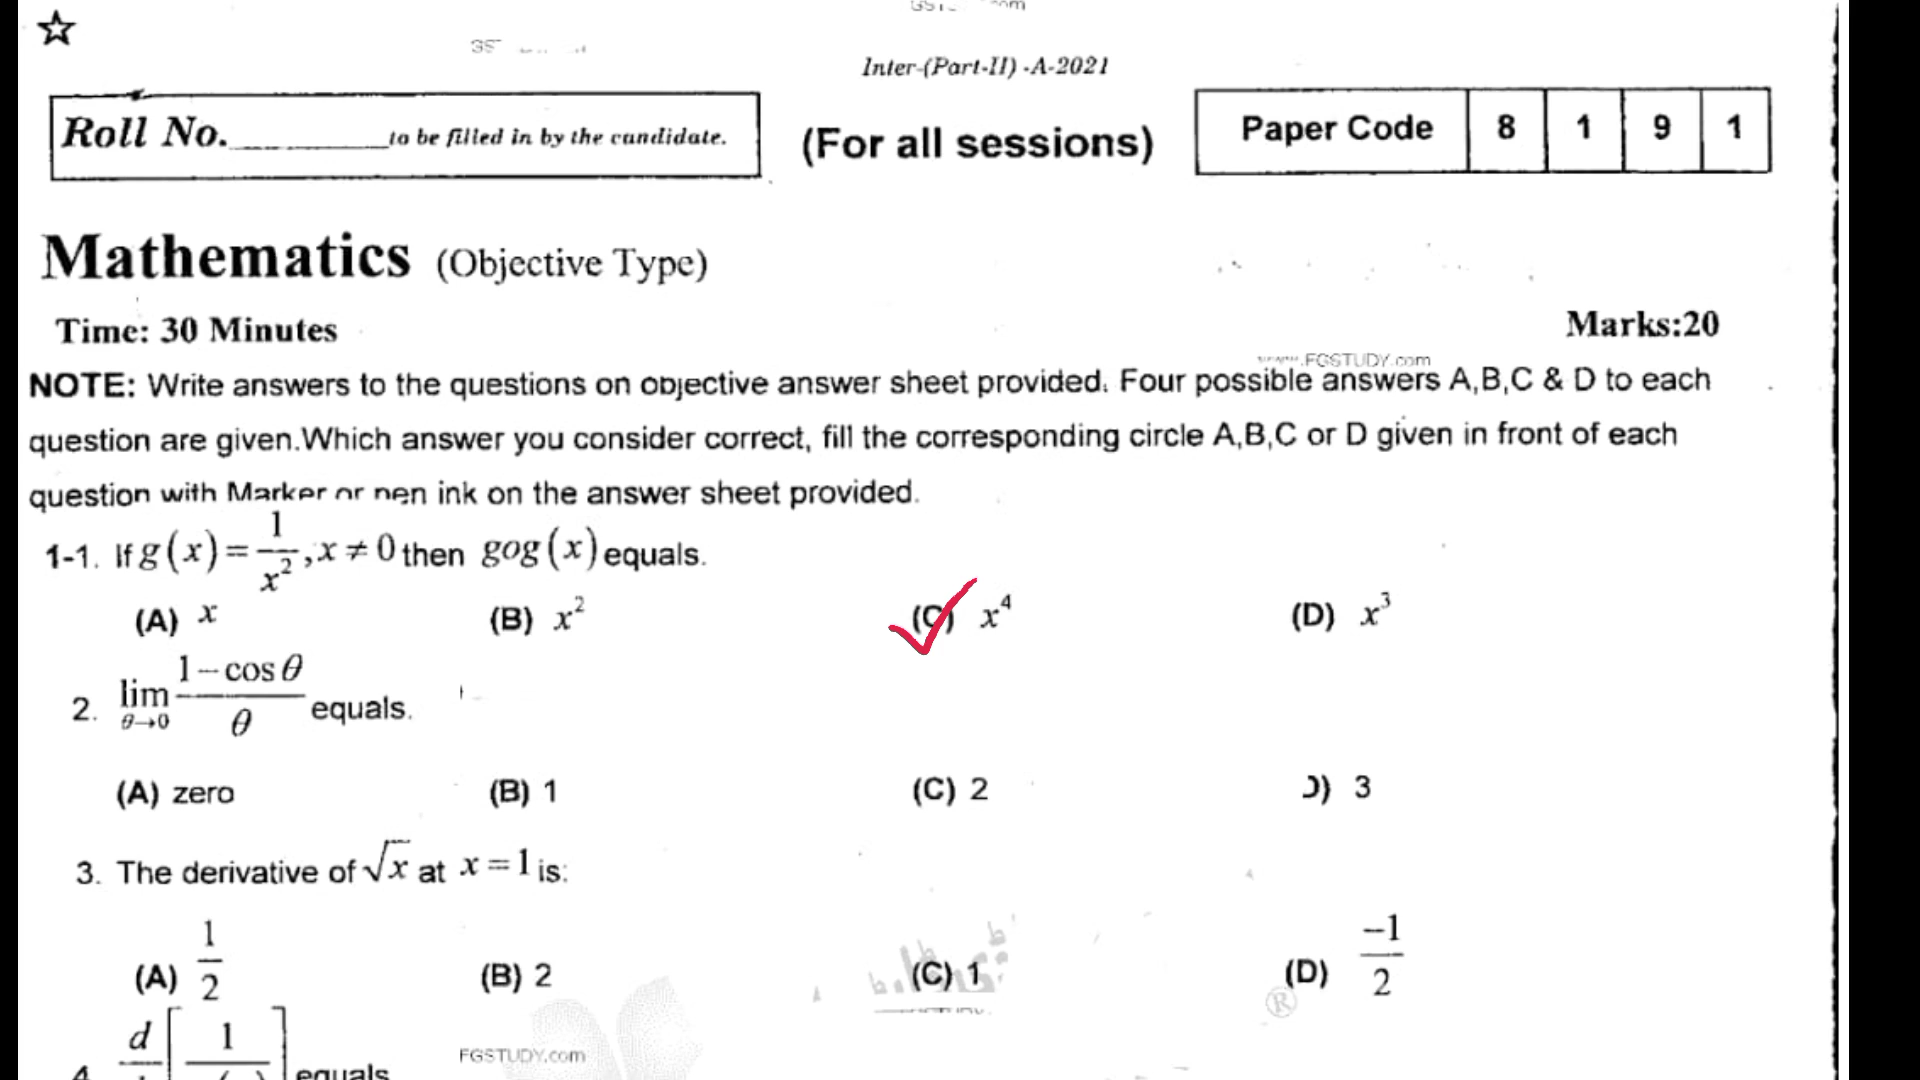 Inter-(Part-II) -A-2021
Roll No.__________to be filled in by the candidate.
(For all sessions)
Paper Code 8 1 9 1
Mathematics (Objective Type)
Time: 30 Minutes
Marks:20
FGSTUDY.com
NOTE: Write answers to the questions on objective answer sheet provided. Four possible answers A,B,C & D to each
question are given.Which answer you consider correct, fill the corresponding circle A,B,C or D given in front of each
question with Marker or pen ink on the answer sheet provided.
1-1. If g(x) = 1/x², x ≠ 0 then gog(x) equals.
(A) x (B) x² (C) x⁴ (D) x³
2. lim θ→0 (1 – cos θ)/θ equals.
(A) zero (B) 1 (C) 2 D) 3
3. The derivative of √x at x = 1 is:
(A) 1/2 (B) 2 (C) 1 (D) –1/2
®
FGSTUDY.com
4. equals